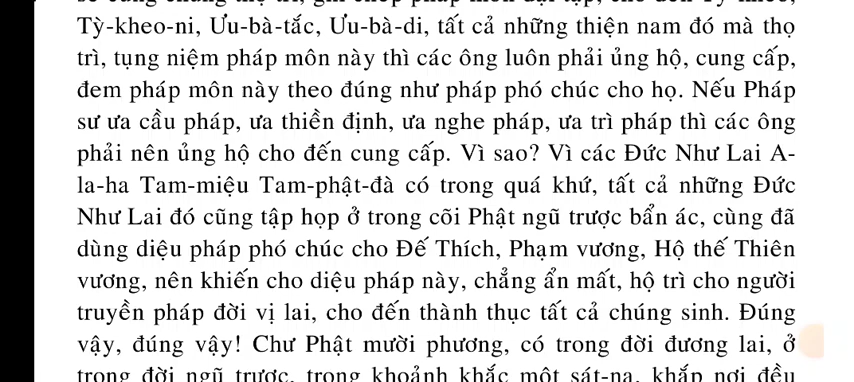 Tỳ-kheo-ni, Ưu-bà-tắc, Ưu-bà-di, tất cả những thiện nam đó mà thọ
trì, tụng niệm pháp môn này thì các ông luôn phải ủng hộ, cung cấp,
đem pháp môn này theo đúng như pháp phó chúc cho họ. Nếu Pháp
sư ưa cầu pháp, ưa thiền định, ưa nghe pháp, ưa trì pháp thì các ông
phải nên ủng hộ cho đến cung cấp. Vì sao? Vì các Đức Như Lai A-
la-ha Tam-miệu Tam-phật-đà có trong quá khứ, tất cả những Đức
Như Lai đó cũng tập họp ở trong cõi Phật ngũ trược bẩn ác, cùng đã
dùng diệu pháp phó chúc cho Đế Thích, Phạm vương, Hộ thế Thiên
vương, nên khiến cho diệu pháp này, chẳng ẩn mất, hộ trì cho người
truyền pháp đời vị lai, cho đến thành thục tất cả chúng sinh. Đúng
vậy, đúng vậy! Chư Phật mười phương, có trong đời đương lai, ở
trong đời ngũ trược, trong khoảnh khắc một sát-na, khắp nơi đều